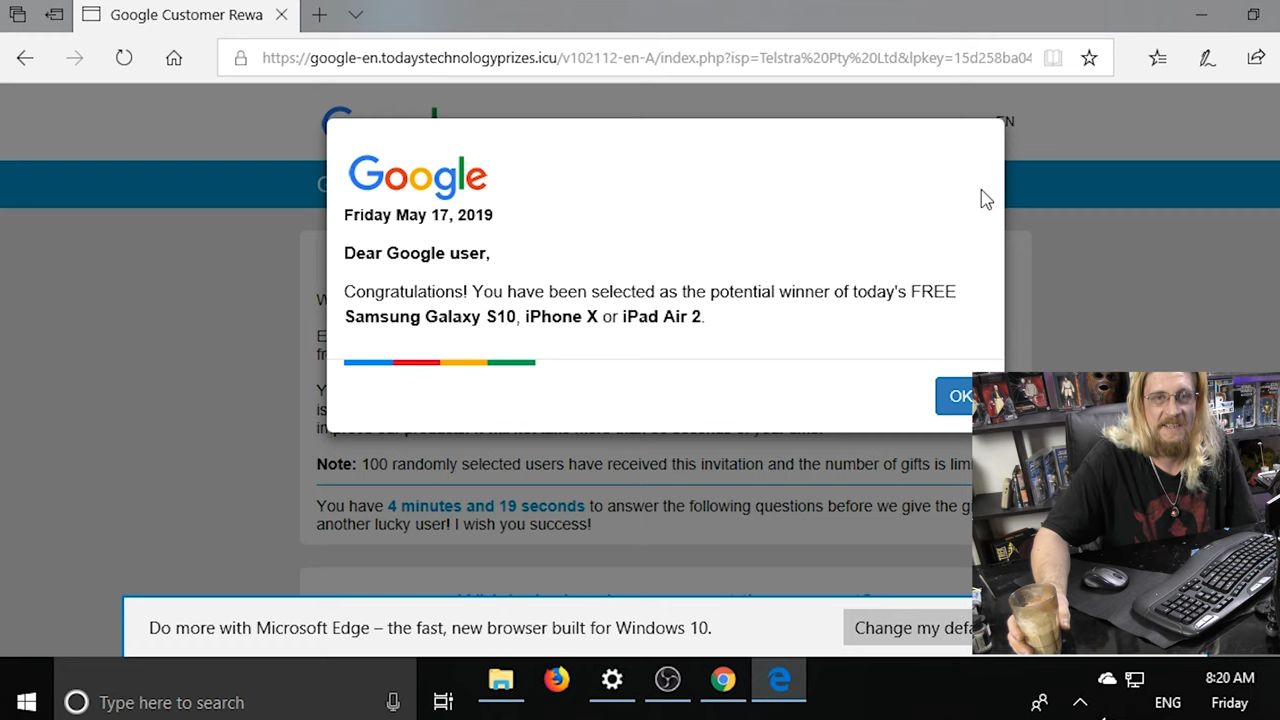 Google Customer Rewa
https://google-en.todaystechnologyprizes.icu/v102112-en-A/index.php?isp=Telstra%20Pty%20Ltd&lpkey=15d258ba04
EN
Google
Friday May 17, 2019
Dear Google user,
Congratulations! You have been selected as the potential winner of today's FREE
Samsung Galaxy S10, iPhone X or iPad Air 2.
OK
Note: 100 randomly selected users have received this invitation and the number of gifts is lim
You have 4 minutes and 19 seconds to answer the following questions before we give the g
another lucky user! I wish you success!
Do more with Microsoft Edge – the fast, new browser built for Windows 10.
Change my defa
Type here to search
8:20 AM
ENG
Friday